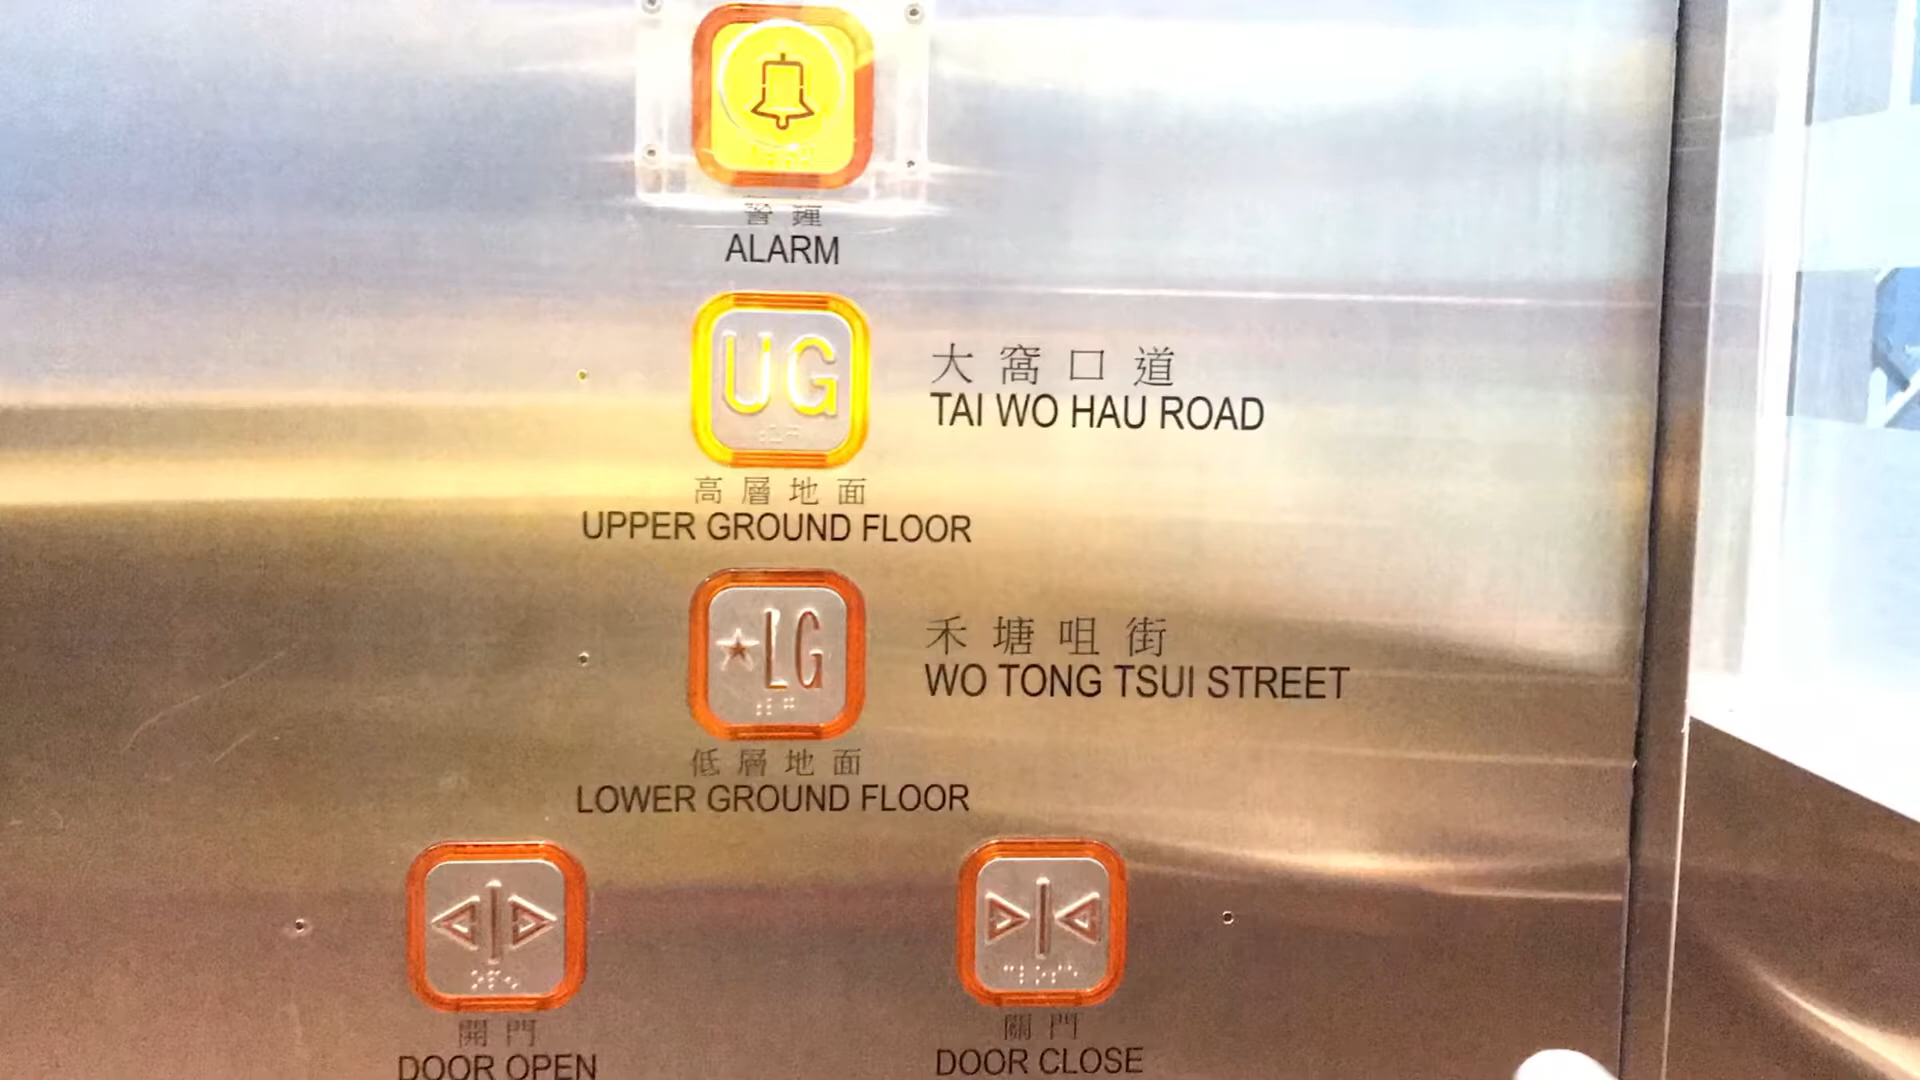 警鐘
ALARM
UG
大窩口道
TAI WO HAU ROAD
高層地面
UPPER GROUND FLOOR
★LG
禾塘咀街
WO TONG TSUI STREET
低層地面
LOWER GROUND FLOOR
開門
DOOR OPEN
關門
DOOR CLOSE